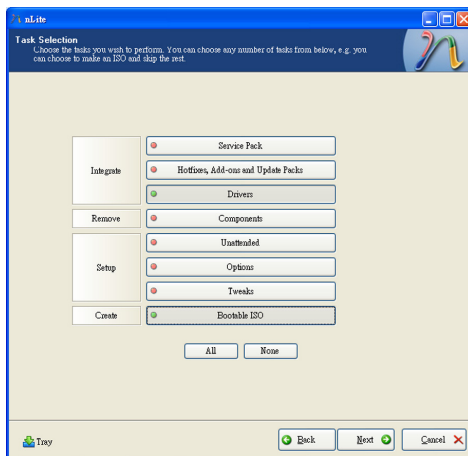 nLite
Task Selection
Choose the tasks you wish to perform. You can choose any number of tasks from below, e.g. you
can choose to make an ISO and skip the rest.
Integrate
Service Pack
Hotfixes, Add-ons and Update Packs
Drivers
Remove
Components
Setup
Unattended
Options
Tweaks
Create
Bootable ISO
All
None
Tray
Back
Next
Cancel